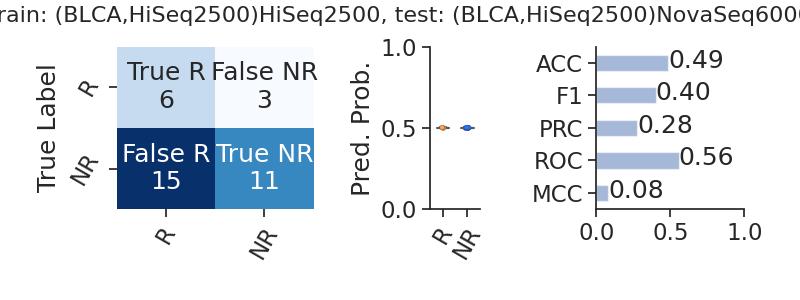 rain: (BLCA,HiSeq2500)HiSeq2500, test: (BLCA,HiSeq2500)NovaSeq600
True Label
R
NR
True R
6
False NR
3
False R
15
True NR
11
R
NR
Pred. Prob.
1.0
0.5
0.0
R
NR
ACC
F1
PRC
ROC
MCC
0.49
0.40
0.28
0.56
0.08
0.0
0.5
1.0